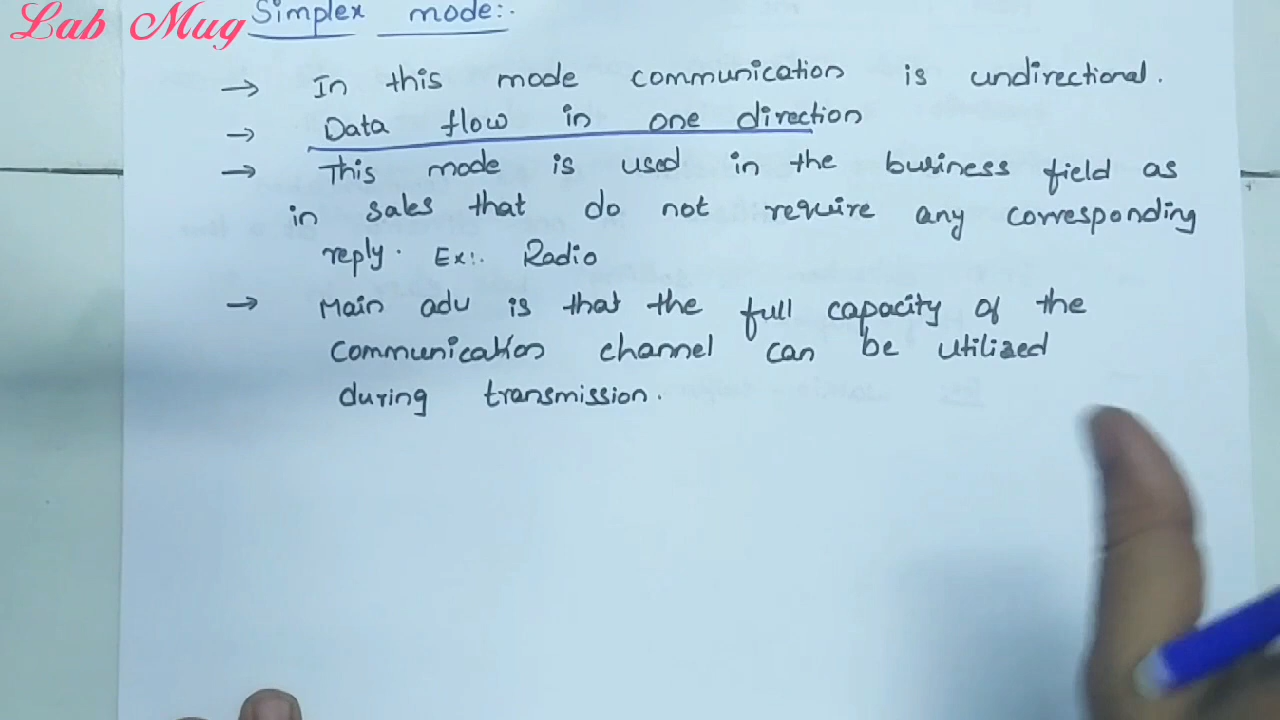 Lab Mug
Simplex mode:-
→ In this mode communication is undirectional.
→ Data flow in one direction
→ This mode is used in the business field as
in sales that do not require any corresponding
reply. Ex:. Radio
→ Main adv is that the full capacity of the
communication channel can be utilized
during transmission.